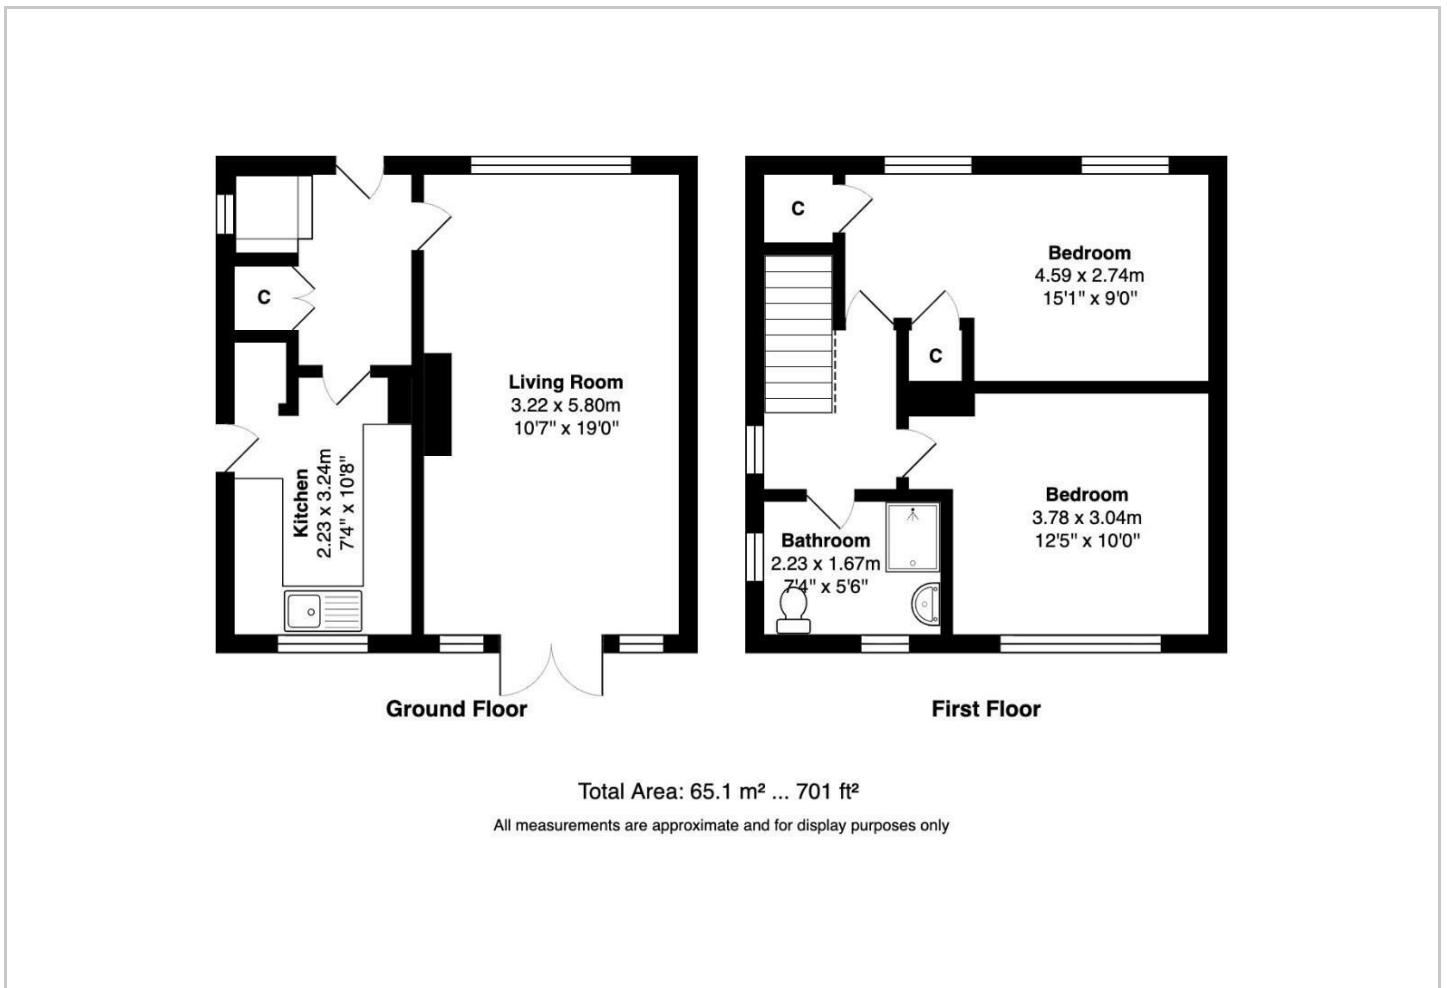 C
Living Room
3.22 x 5.80m
10'7" x 19'0"
Kitchen
2.23 x 3.24m
7'4" x 10'8"
Ground Floor
C
Bedroom
4.59 x 2.74m
15'1" x 9'0"
C
Bedroom
3.78 x 3.04m
12'5" x 10'0"
Bathroom
2.23 x 1.67m
7'4" x 5'6"
First Floor
Total Area: 65.1 m² ... 701 ft²
All measurements are approximate and for display purposes only